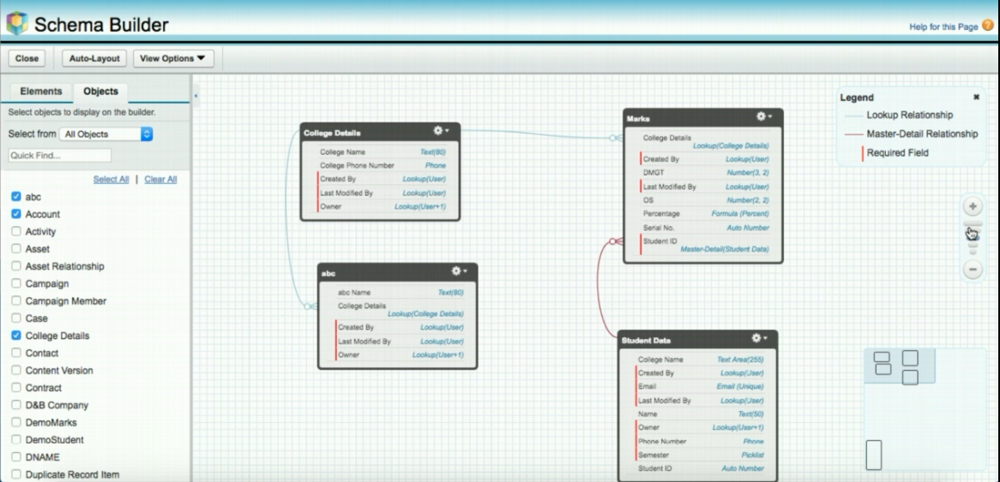 Schema Builder
Help for this Page ?
Close
Auto-Layout
View Options
Elements
Objects
Select objects to display on the builder.
Select from All Objects
Quick Find...
Select All | Clear All
abc
Account
Activity
Asset
Asset Relationship
Campaign
Campaign Member
Case
College Details
Contact
Content Version
Contract
D&B Company
DemoMarks
DemoStudent
DNAME
Duplicate Record Item
College Details
College Name Text(80)
College Phone Number Phone
Created By Lookup(User)
Last Modified By Lookup(User)
Owner Lookup(User+1)
abc
abc Name Text(80)
College Details
Lookup(College Details)
Created By Lookup(User)
Last Modified By Lookup(User)
Owner Lookup(User+1)
Marks
College Details
Lookup(College Details)
Created By Lookup(User)
DMGT Number(3, 2)
Last Modified By Lookup(User)
OS Number(2, 2)
Percentage Formula (Percent)
Serial No. Auto Number
Student ID
Master-Detail(Student Data)
Student Data
College Name Text Area(255)
Created By Lookup(User)
Email Email (Unique)
Last Modified By Lookup(User)
Name Text(50)
Owner Lookup(User+1)
Phone Number Phone
Semester Picklist
Student ID Auto Number
Legend
Lookup Relationship
Master-Detail Relationship
Required Field